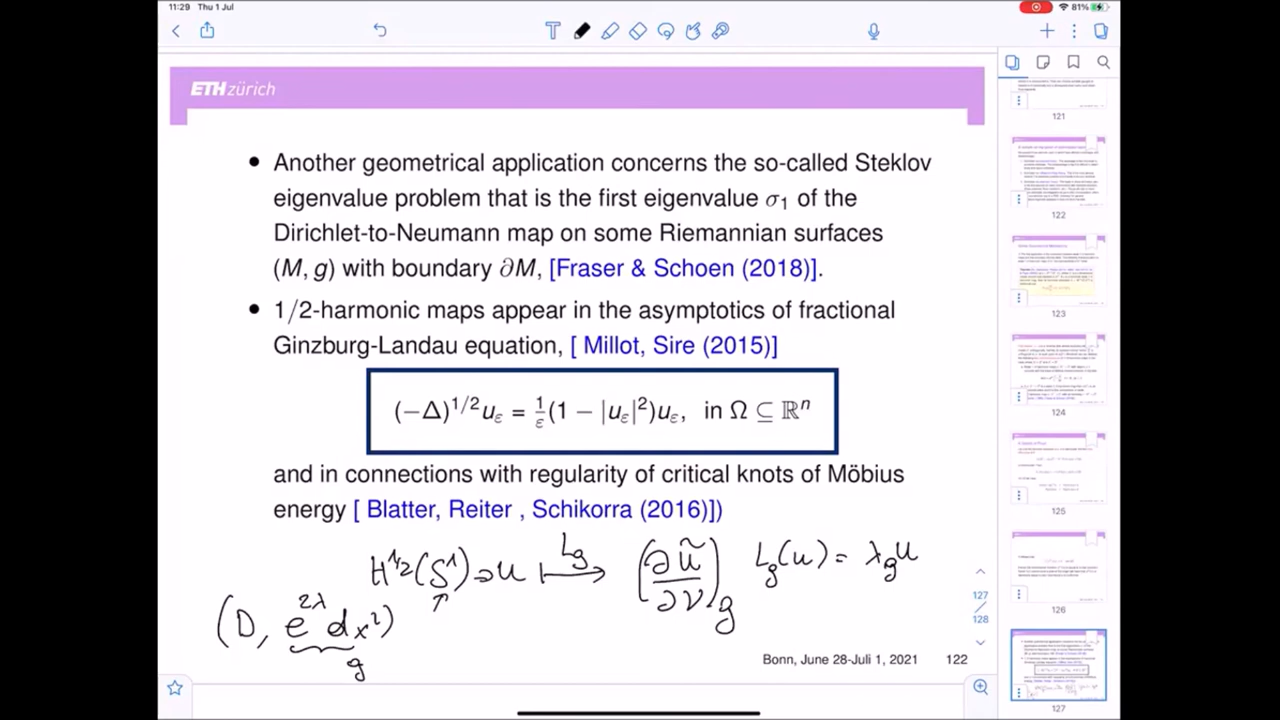 11:29 Thu 1 Jul
81%
ETH zürich
• Another geometrical application concerns the so-called Steklov
eigenvalue problem that is the first eigenvalue σ₁ of the
Dirichlet-to-Neumann map on some Riemannian surfaces
(M, g) with boundary ∂M, [Fraser & Schoen (2018)].
• 1/2-harmonic maps appear in the asymptotics of fractional
Ginzburg-Landau equation, [ Millot, Sire (2015)]
(−Δ)^{1/2}u_ε = 1/ε (1 − |u_ε|²)u_ε, in Ω ⊆ ℝⁿ
and in connections with regularity of critical knots of Möbius
energy [ Blatter, Reiter , Schikorra (2016)])
H^{1/2}(S¹) ∋ u ↦^{L_g} (∂ũ/∂ν)_g L_g(u) = λ_g u
(D, e^{2λ} dx²)
g
Bonn, June 28-Juli 1, 2021 122
121
122
123
124
125
126
127
127 / 128